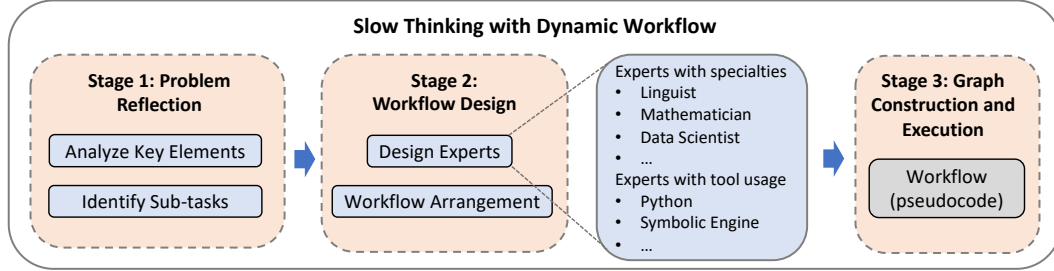 Slow Thinking with Dynamic Workflow
Stage 1: Problem
Reflection
Analyze Key Elements
Identify Sub-tasks
Stage 2:
Workflow Design
Design Experts
Workflow Arrangement
Experts with specialties
• Linguist
• Mathematician
• Data Scientist
• ...
Experts with tool usage
• Python
• Symbolic Engine
• ...
Stage 3: Graph
Construction and
Execution
Workflow
(pseudocode)